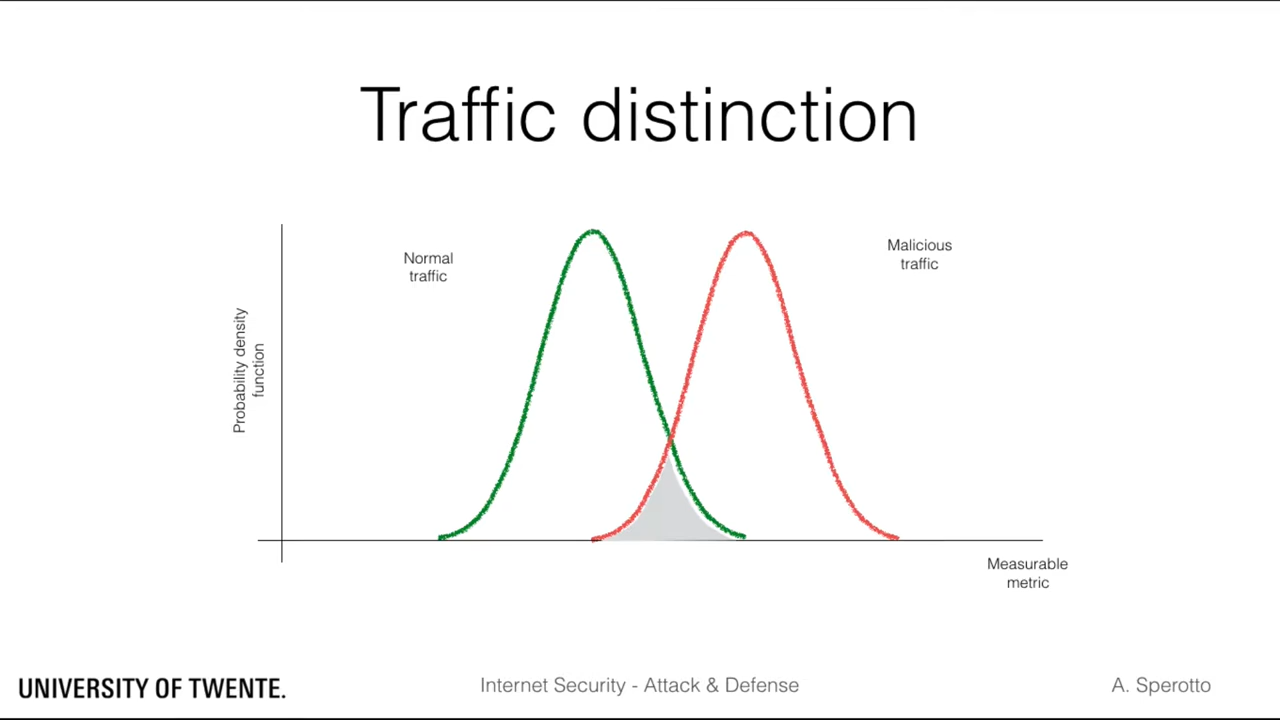 Traffic distinction
Normal
traffic
Malicious
traffic
Probability density
function
Measurable
metric
UNIVERSITY OF TWENTE.
Internet Security - Attack & Defense
A. Sperotto